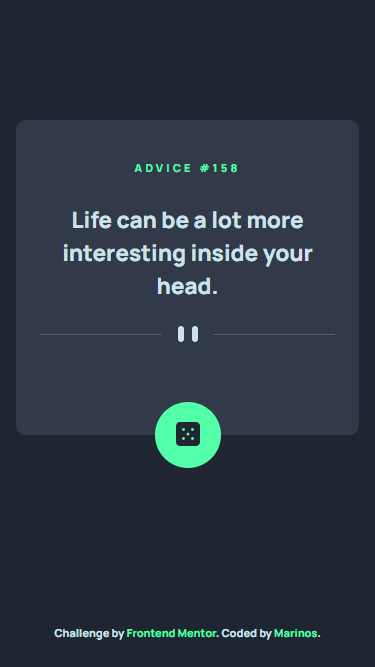 ADVICE #158
Life can be a lot more
interesting inside your
head.
Challenge by Frontend Mentor. Coded by Marinos.